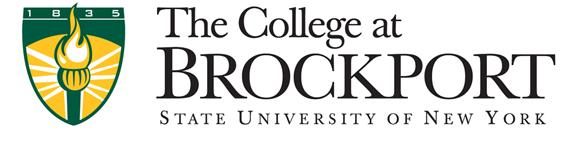 1835
The College at
BROCKPORT
STATE UNIVERSITY OF NEW YORK